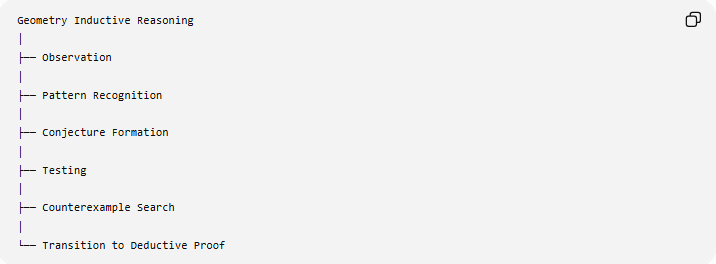 Geometry Inductive Reasoning
│
├── Observation
│
├── Pattern Recognition
│
├── Conjecture Formation
│
├── Testing
│
├── Counterexample Search
│
└── Transition to Deductive Proof